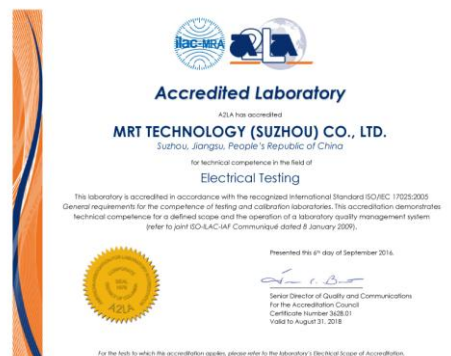 ilac-MRA A2LA
Accredited Laboratory
A2LA has accredited
MRT TECHNOLOGY (SUZHOU) CO., LTD.
Suzhou, Jiangsu, People's Republic of China
for technical competence in the field of
Electrical Testing
This laboratory is accredited in accordance with the recognized International Standard ISO/IEC 17025:2005
General requirements for the competence of testing and calibration laboratories. This accreditation demonstrates
technical competence for a defined scope and the operation of a laboratory quality management system
(refer to joint ISO-ILAC-IAF Communiqué dated 8 January 2009).
Presented this 6th day of September 2016.
Senior Director of Quality and Communications
For the Accreditation Council
Certificate Number 3628.01
Valid to August 31, 2018
CORPORATE
SEAL
1978
A2LA
For the tests to which this accreditation applies, please refer to the laboratory's Electrical Scope of Accreditation.